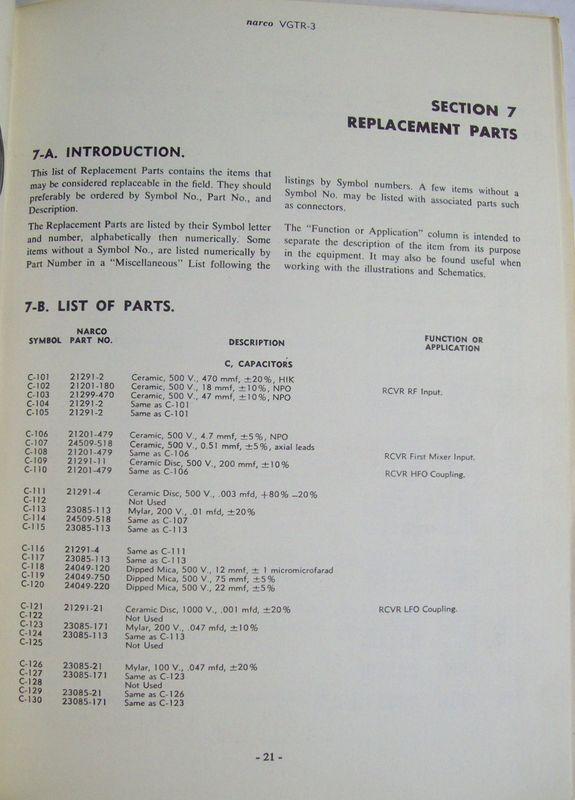 narco VGTR-3
SECTION 7
REPLACEMENT PARTS
7-A. INTRODUCTION.
This list of Replacement Parts contains the items that
may be considered replaceable in the field. They should
preferably be ordered by Symbol No., Part No., and
Description.
The Replacement Parts are listed by their Symbol letter
and number, alphabetically then numerically. Some
items without a Symbol No., are listed numerically by
Part Number in a "Miscellaneous" List following the
listings by Symbol numbers. A few items without a
Symbol No. may be listed with associated parts such
as connectors.
The "Function or Application" column is intended to
separate the description of the item from its purpose
in the equipment. It may also be found useful when
working with the illustrations and Schematics.
7-B. LIST OF PARTS.
SYMBOL NARCO PART NO. DESCRIPTION FUNCTION OR APPLICATION
C, CAPACITORS
C-101 21291-2 Ceramic, 500 V., 470 mmf, ±20%, HIK
C-102 21201-180 Ceramic, 500 V., 18 mmf, ±10%, NPO RCVR RF Input.
C-103 21299-470 Ceramic, 500 V., 47 mmf, ±10%, NPO
C-104 21291-2 Same as C-101
C-105 21291-2 Same as C-101
C-106 21201-479 Ceramic, 500 V., 4.7 mmf, ±5%, NPO
C-107 24509-518 Ceramic, 500 V., 0.51 mmf, ±5%, axial leads
C-108 21201-479 Same as C-106 RCVR First Mixer Input.
C-109 21291-11 Ceramic Disc, 500 V., 200 mmf, ±10%
C-110 21201-479 Same as C-106 RCVR HFO Coupling.
C-111 21291-4 Ceramic Disc, 500 V., .003 mfd, +80% -20%
C-112 Not Used
C-113 23085-113 Mylar, 200 V., .01 mfd, ±20%
C-114 24509-518 Same as C-107
C-115 23085-113 Same as C-113
C-116 21291-4 Same as C-111
C-117 23085-113 Same as C-113
C-118 24049-120 Dipped Mica, 500 V., 12 mmf, ± 1 micromicrofarad
C-119 24049-750 Dipped Mica, 500 V., 75 mmf, ±5%
C-120 24049-220 Dipped Mica, 500 V., 22 mmf, ±5%
C-121 21291-21 Ceramic Disc, 1000 V., .001 mfd, ±20% RCVR LFO Coupling.
C-122 Not Used
C-123 23085-171 Mylar, 200 V., .047 mfd, ±10%
C-124 23085-113 Same as C-113
C-125 Not Used
C-126 23085-21 Mylar, 100 V., .047 mfd, ±20%
C-127 23085-171 Same as C-123
C-128 Not Used
C-129 23085-21 Same as C-126
C-130 23085-171 Same as C-123
- 21 -